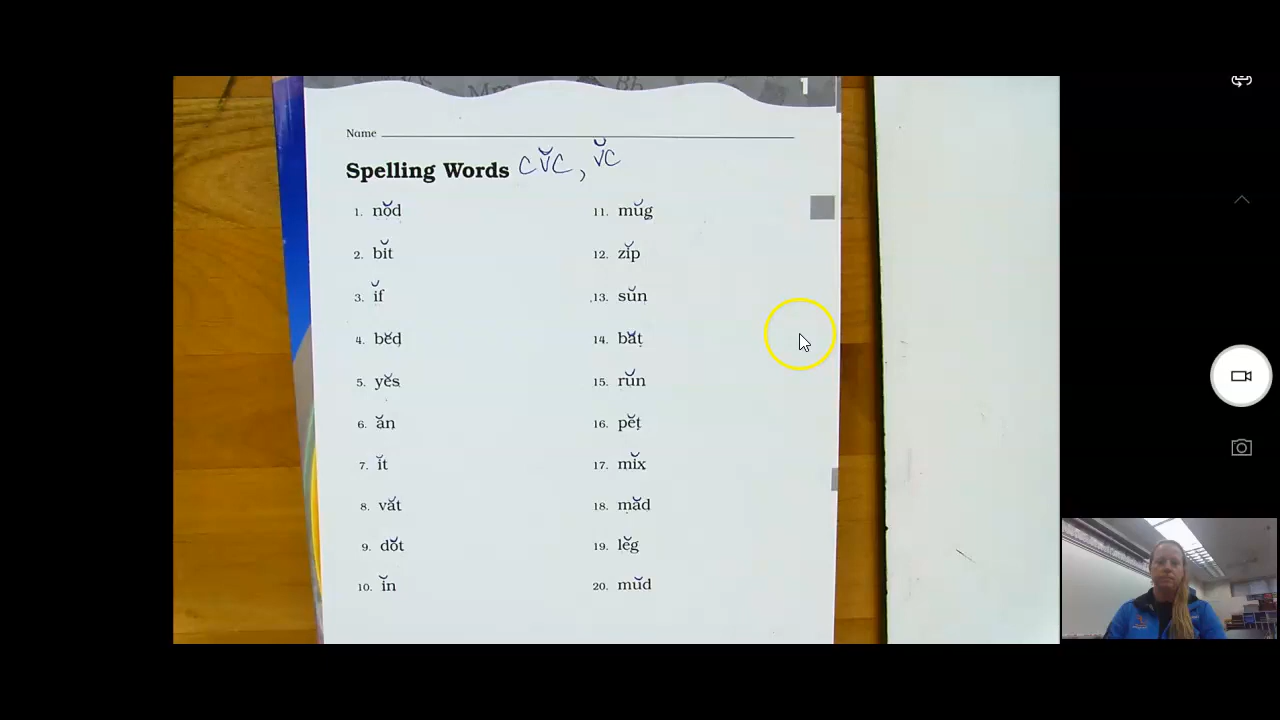 Mm Bb
1
Name
Spelling Words CV̆C, V̆C
1. nŏd
2. bĭt
3. ĭf
4. bĕd
5. yĕs
6. ăn
7. ĭt
8. văt
9. dŏt
10. ĭn
11. mŭg
12. zĭp
13. sŭn
14. băt
15. rŭn
16. pĕt
17. mĭx
18. măd
19. lĕg
20. mŭd